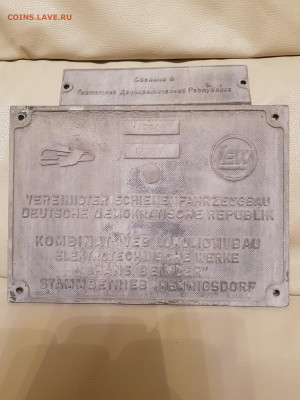 COINS.LAVE.RU
Сделано в
Германской Демократической Республике
LEW
VEREINIGTER SCHIENENFAHRZEUGBAU
DEUTSCHE DEMOKRATISCHE REPUBLIK
KOMBINAT VEB LOKOMOTIVBAU
ELEKTROTECHNISCHE WERKE
"HANS BEIMLER"
STAMMBETRIEB HENNIGSDORF